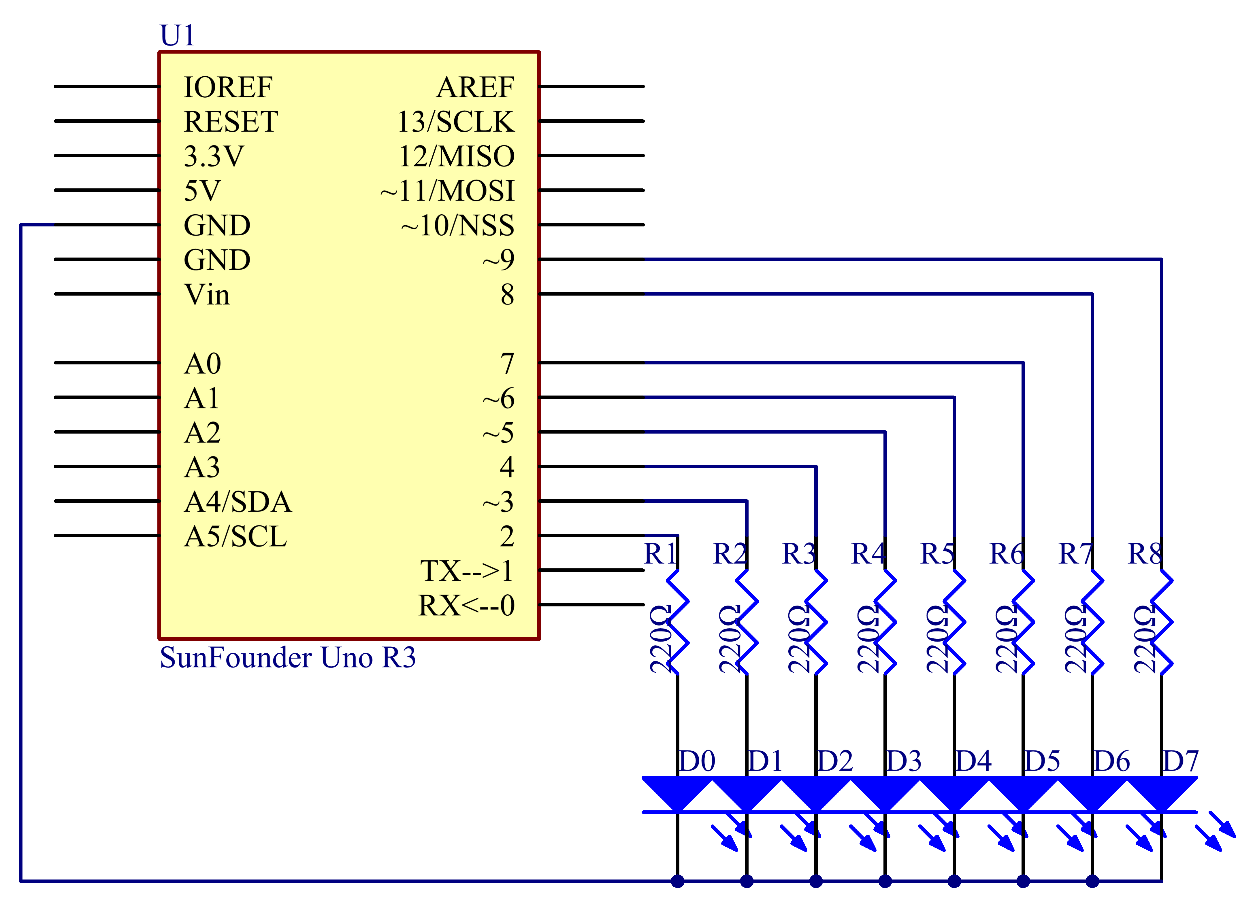 U1
IOREF AREF
RESET 13/SCLK
3.3V 12/MISO
5V ~11/MOSI
GND ~10/NSS
GND ~9
Vin 8
A0 7
A1 ~6
A2 ~5
A3 4
A4/SDA ~3
A5/SCL 2
TX-->1
RX<--0
SunFounder Uno R3
R1 R2 R3 R4 R5 R6 R7 R8
220Ω 220Ω 220Ω 220Ω 220Ω 220Ω 220Ω 220Ω
D0 D1 D2 D3 D4 D5 D6 D7